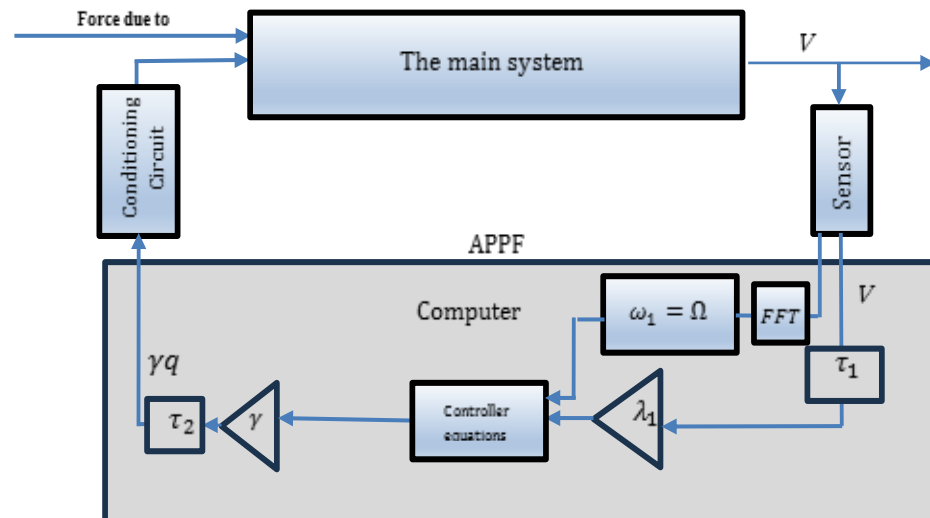 Force due to
The main system
V
Conditioning
Circuit
Sensor
APPF
Computer
ω₁ = Ω
FFT
V
τ₁
γq
Controller
equations
λ₁
γ
τ₂